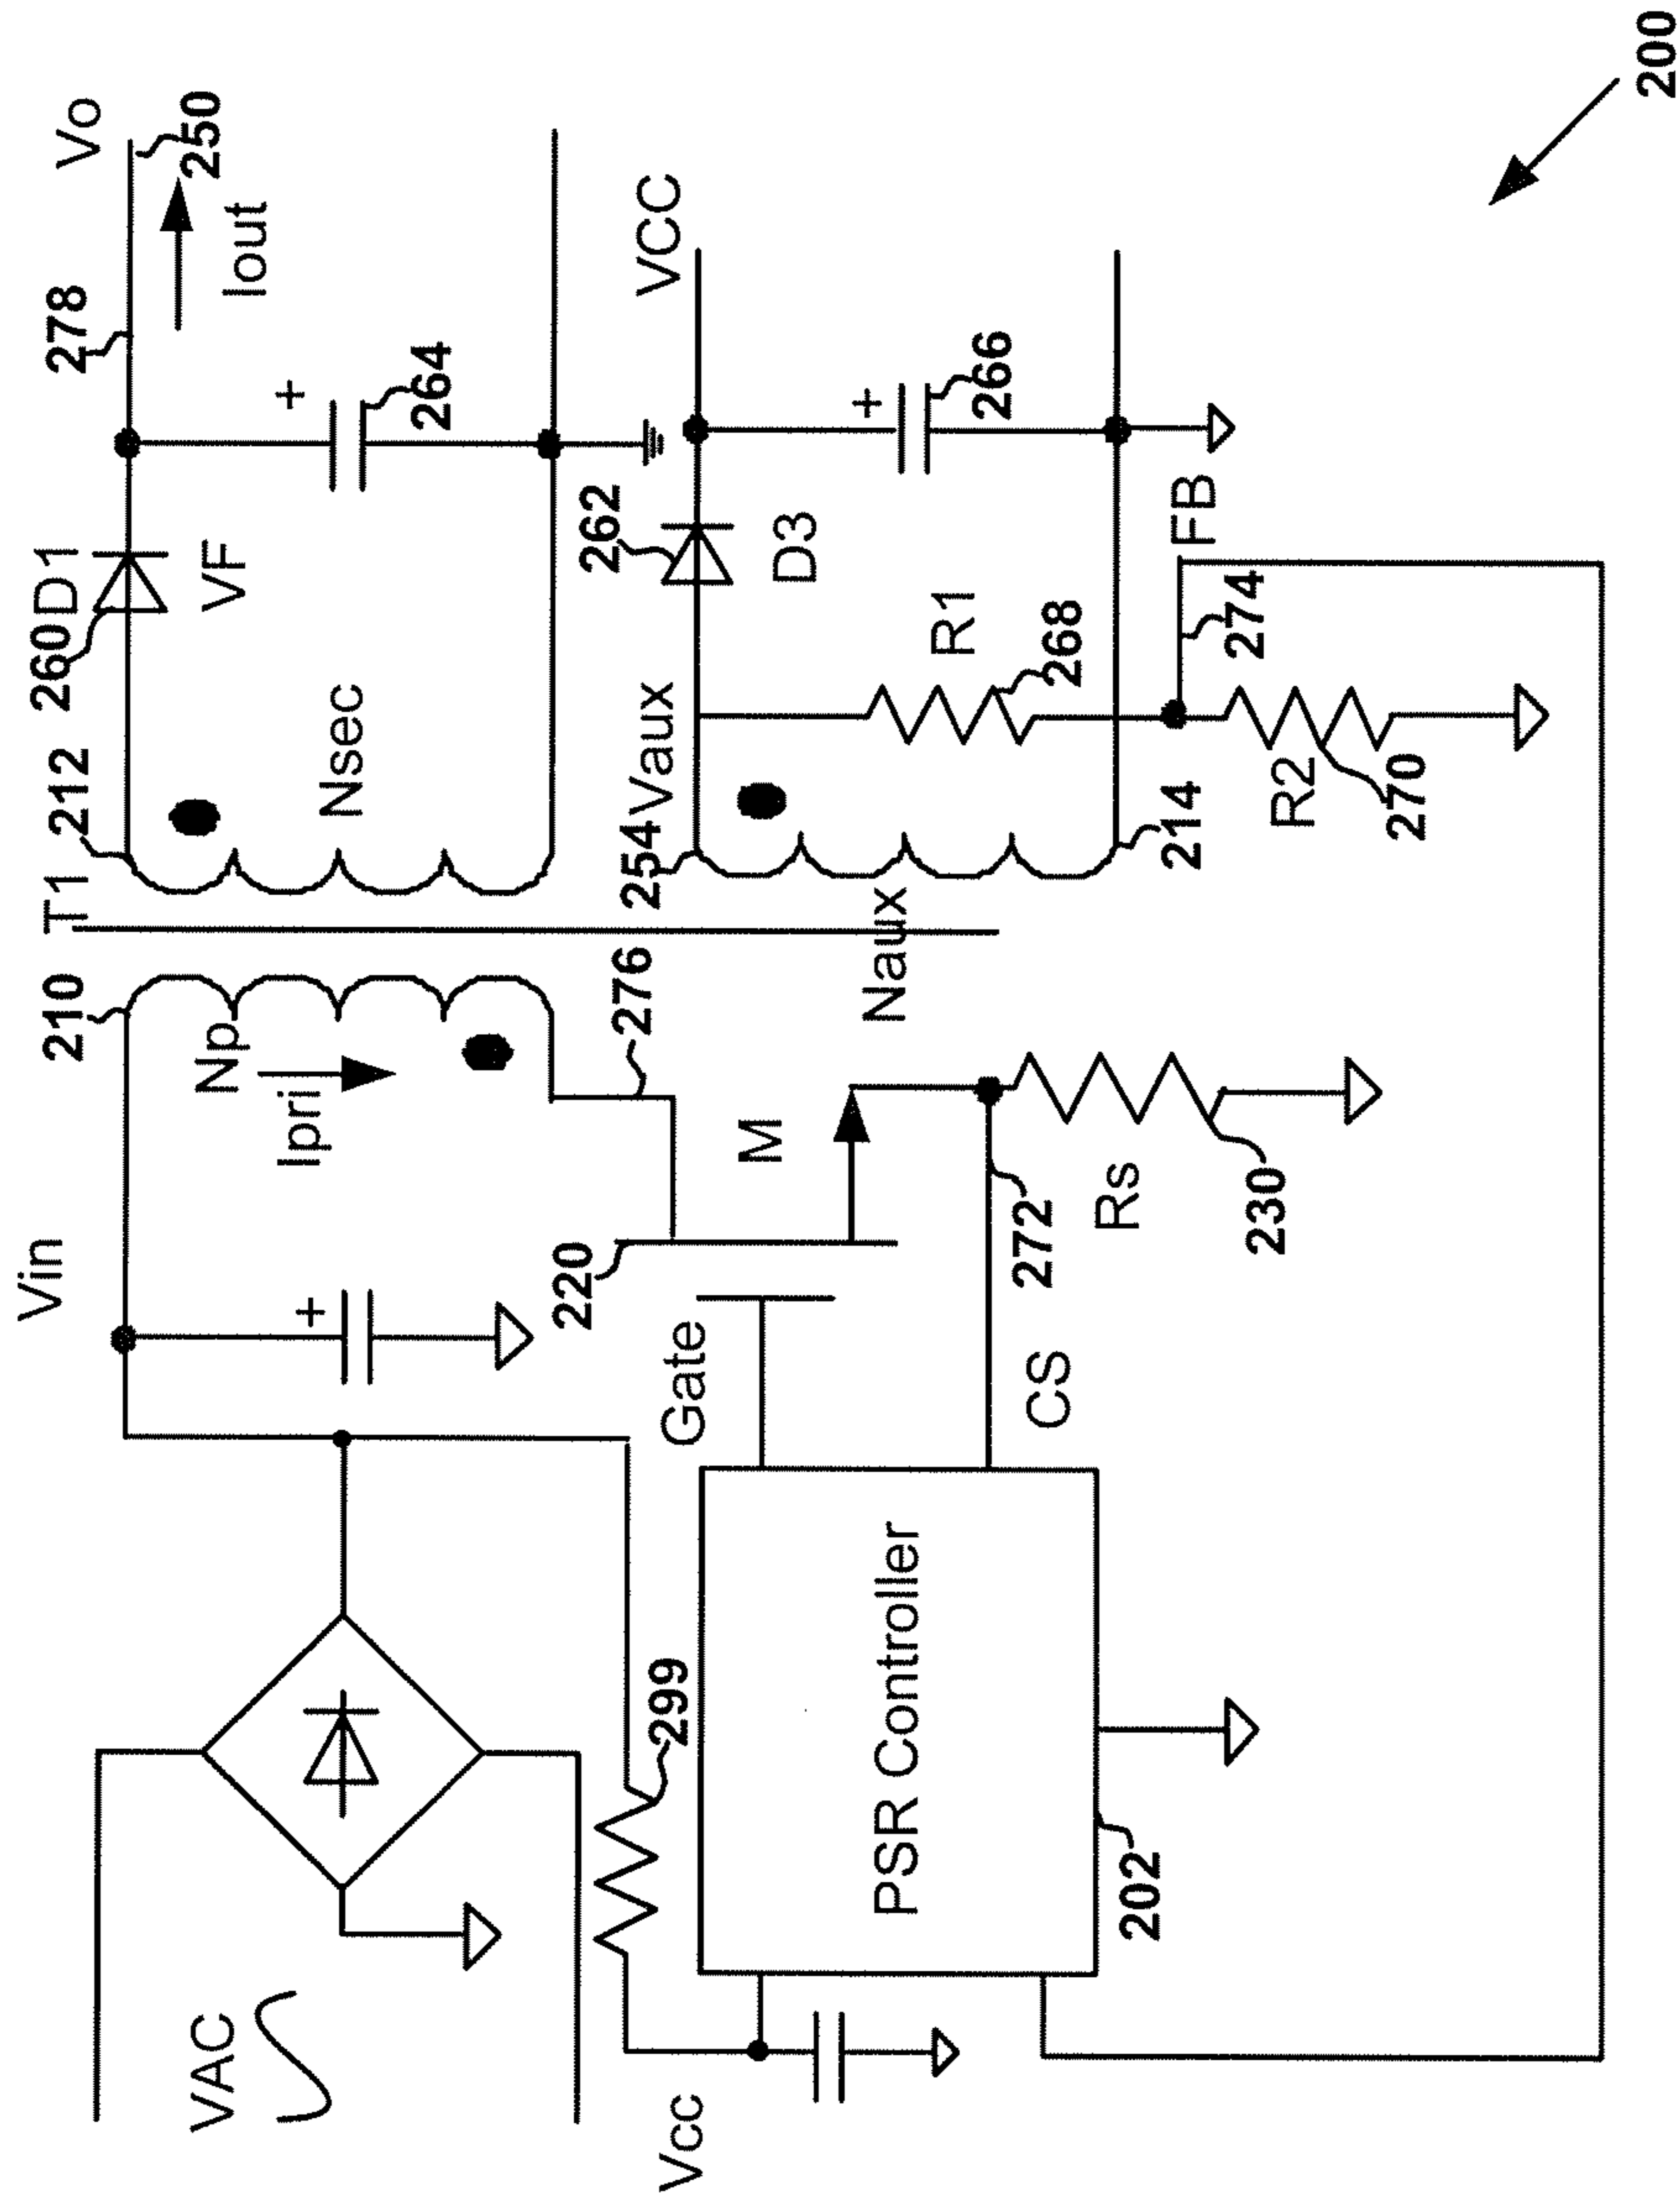 VAC
Vin
210
Np
Ipri
T1
212
Nsec
260
D1
VF
278
264
Vo
250
Iout
276
254
Vaux
262
D3
VCC
266
R1
268
Naux
214
FB
274
R2
270
Vcc
299
PSR Controller
202
Gate
220
M
CS
272
Rs
230
200
+
+
+